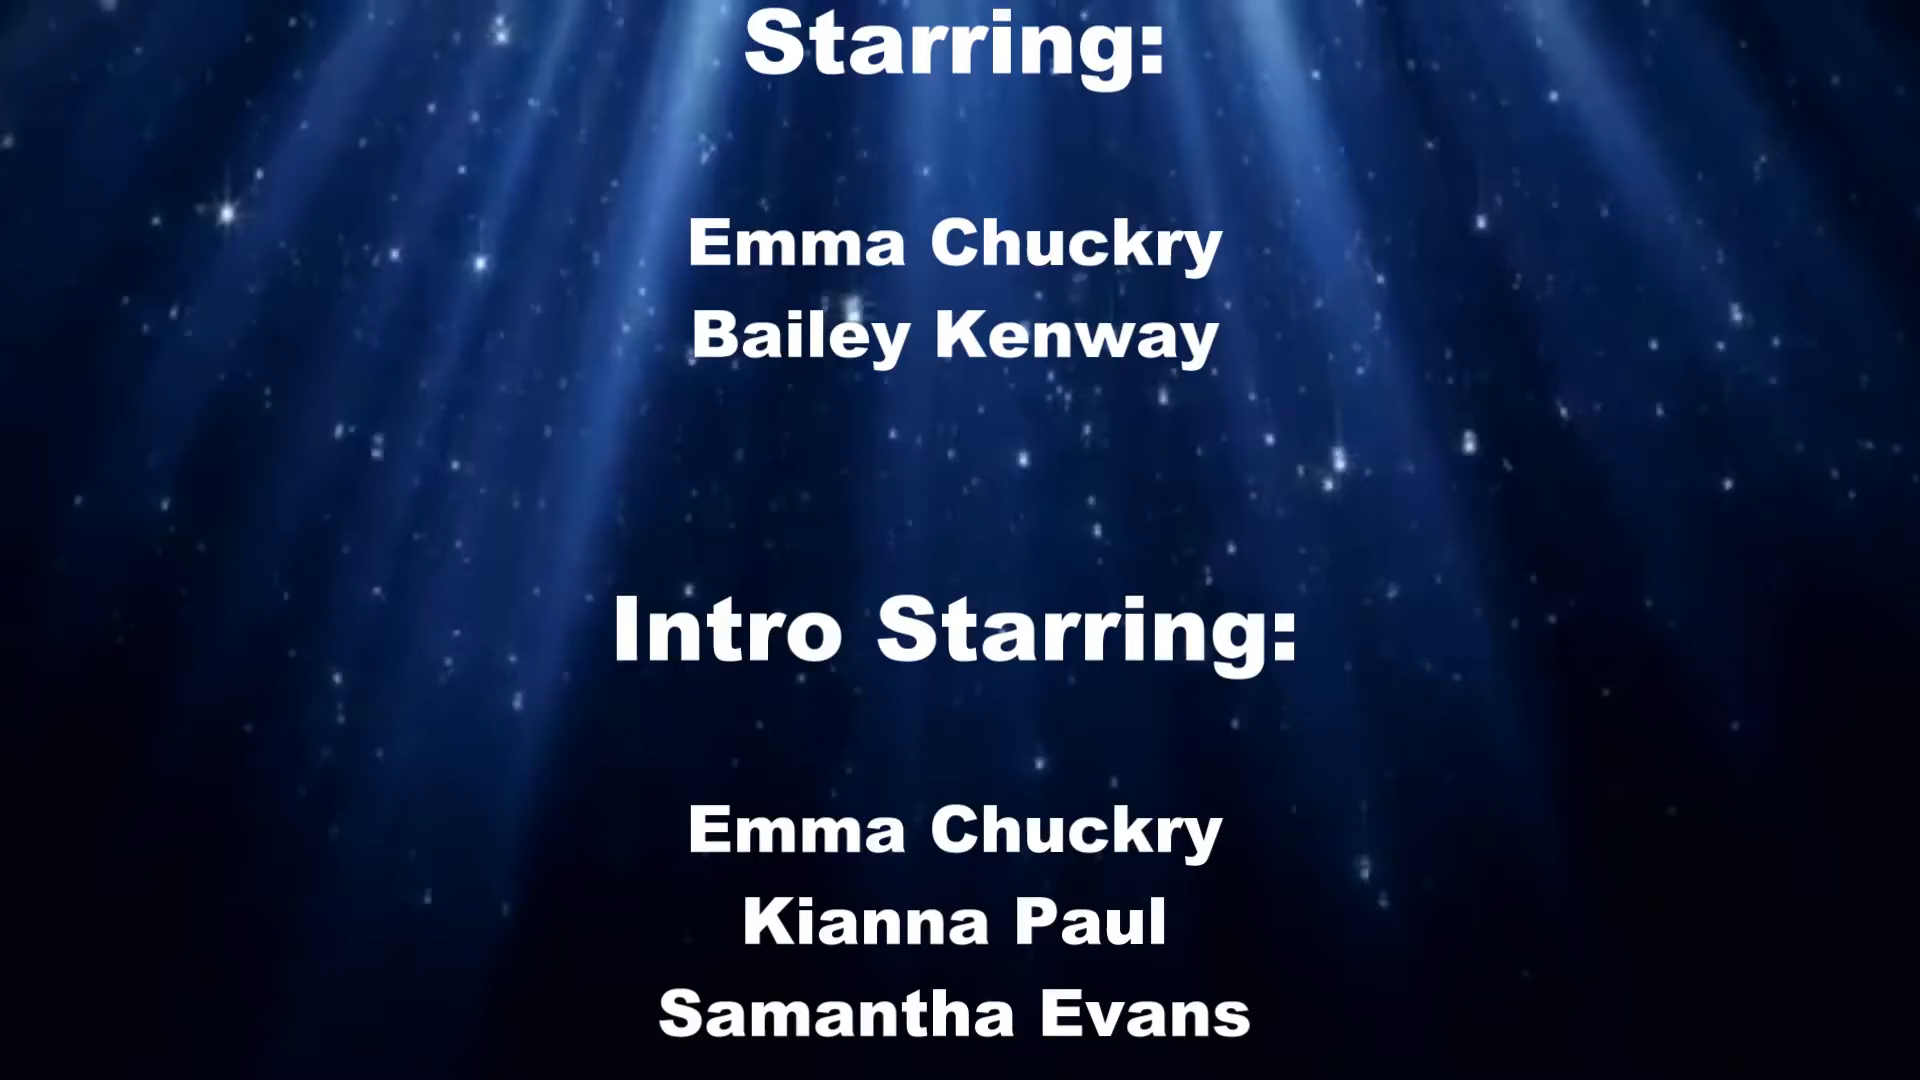 Starring:
Emma Chuckry
Bailey Kenway
Intro Starring:
Emma Chuckry
Kianna Paul
Samantha Evans